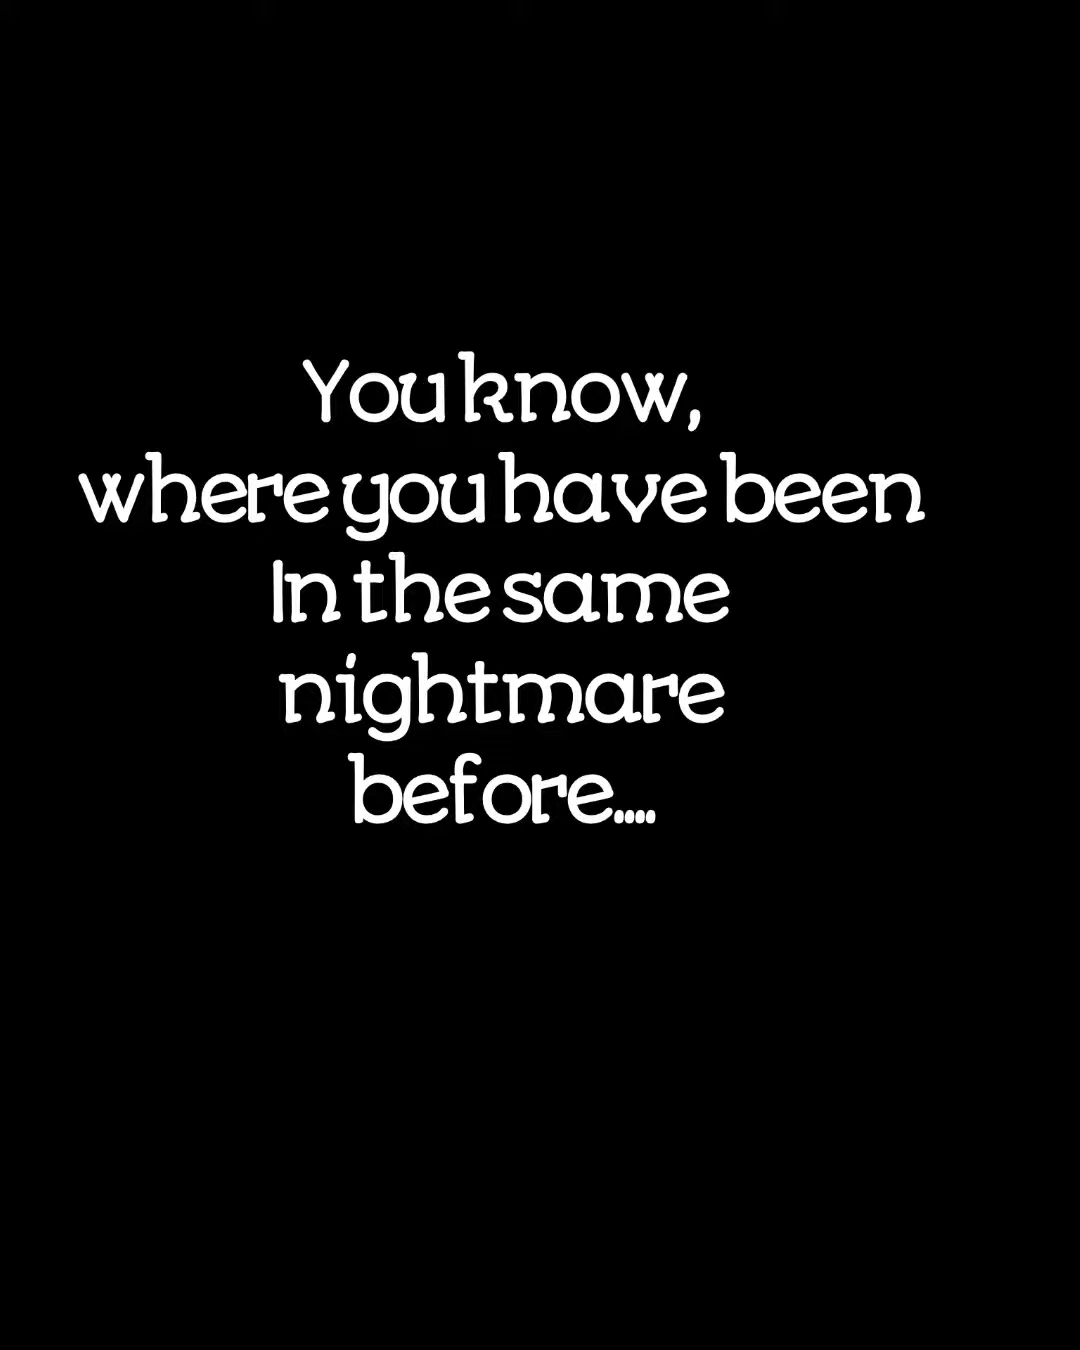 You know,
where you have been
In the same
nightmare
before....